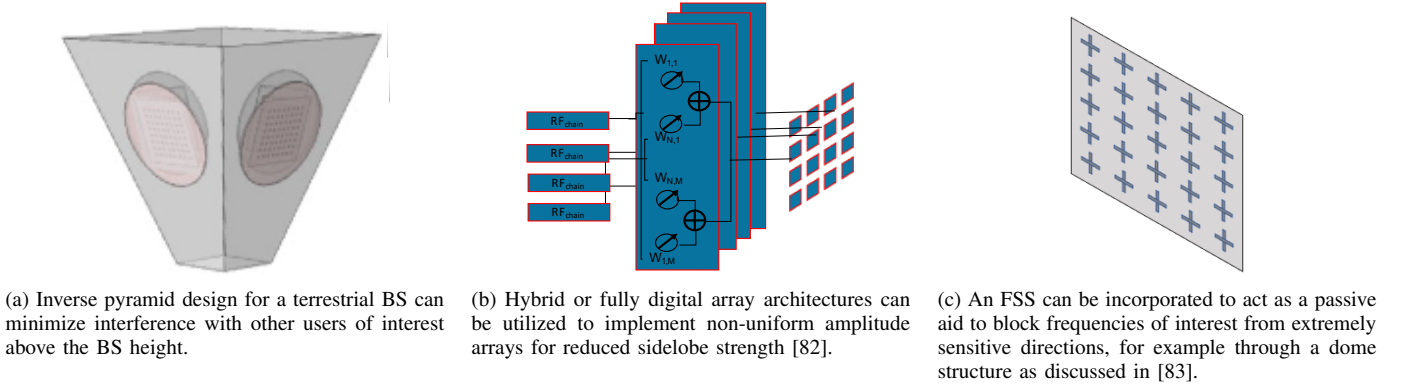 W1,1
RFchain
WN,1
RFchain
WN,M
RFchain
RFchain
W1,M
(a) Inverse pyramid design for a terrestrial BS can
minimize interference with other users of interest
above the BS height.
(b) Hybrid or fully digital array architectures can
be utilized to implement non-uniform amplitude
arrays for reduced sidelobe strength [82].
(c) An FSS can be incorporated to act as a passive
aid to block frequencies of interest from extremely
sensitive directions, for example through a dome
structure as discussed in [83].